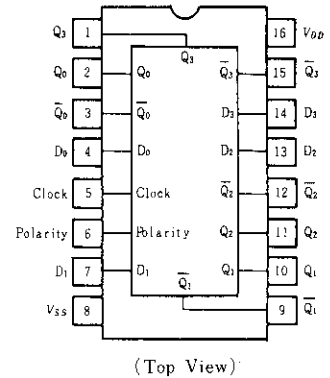 Q₃ 1 16 V_DD
Q₃
Q₀ 2 Q₀ Q̅₃ 15 Q̅₃
Q̅₀ 3 Q̅₀ D₃ 14 D₃
D₀ 4 D₀ D₂ 13 D₂
Clock 5 Clock Q̅₂ 12 Q̅₂
Polarity 6 Polarity Q₂ 11 Q₂
D₁ 7 D₁ Q₁ 10 Q₁
Q̅₁
V_SS 8 9 Q̅₁
(Top View)